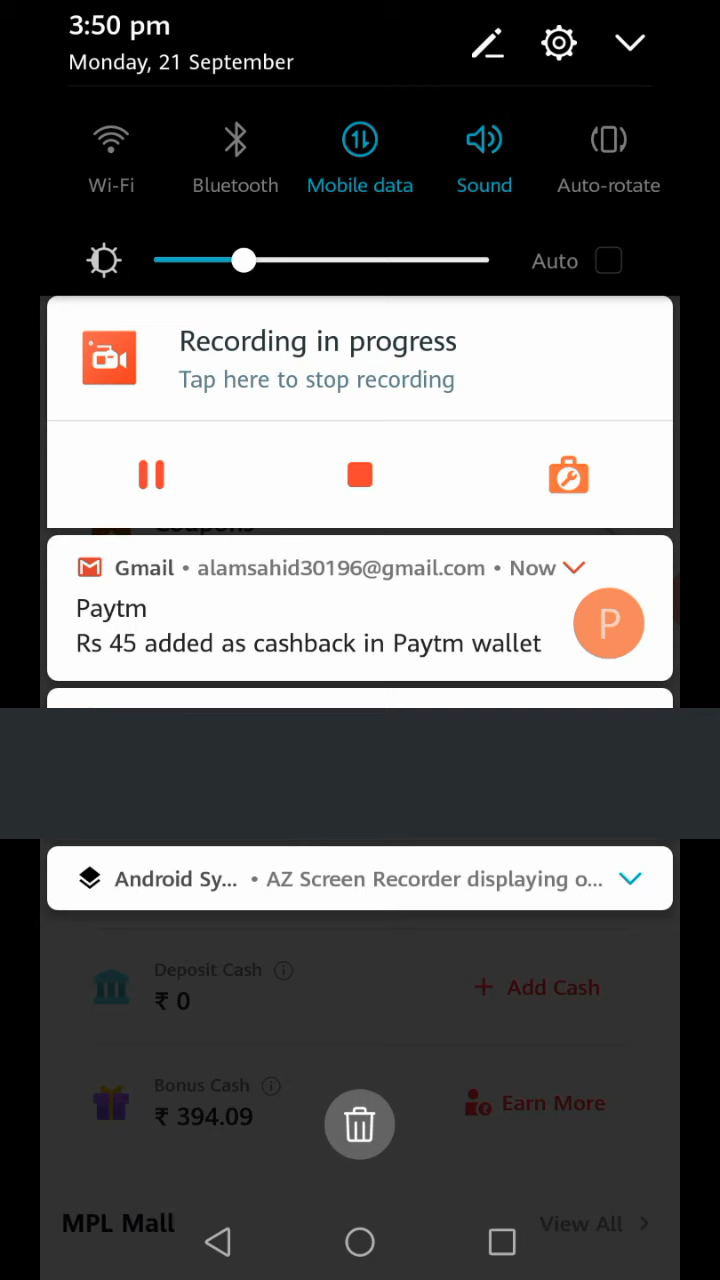 3:50 pm
Monday, 21 September
Wi-Fi Bluetooth Mobile data Sound Auto-rotate
Auto
Recording in progress
Tap here to stop recording
Coupons
Gmail • alamsahid30196@gmail.com • Now
Paytm
P
Rs 45 added as cashback in Paytm wallet
Android Sy... • AZ Screen Recorder displaying o...
Deposit Cash
₹ 0
+ Add Cash
Bonus Cash
₹ 394.09
Earn More
MPL Mall
View All